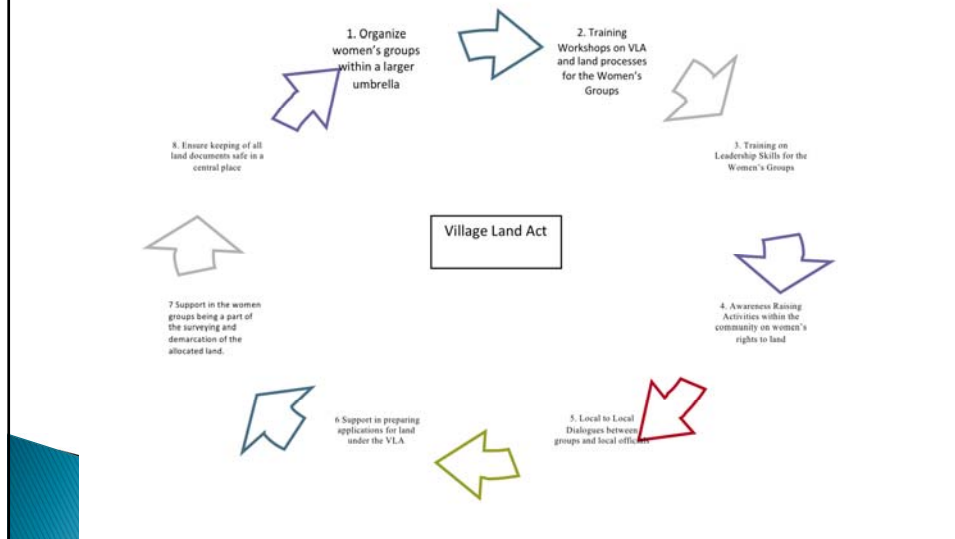 1. Organize
women's groups
within a larger
umbrella
2. Training
Workshops on VLA
and land processes
for the Women's
Groups
3. Training on
Leadership Skills for the
Women's Groups
4. Awareness Raising
Activities within the
community on women's
rights to land
5. Local to Local
Dialogues between
groups and local officials
6 Support in preparing
applications for land
under the VLA
7 Support in the women
groups being a part of
the surveying and
demarcation of the
allocated land.
8. Ensure keeping of all
land documents safe in a
central place
Village Land Act